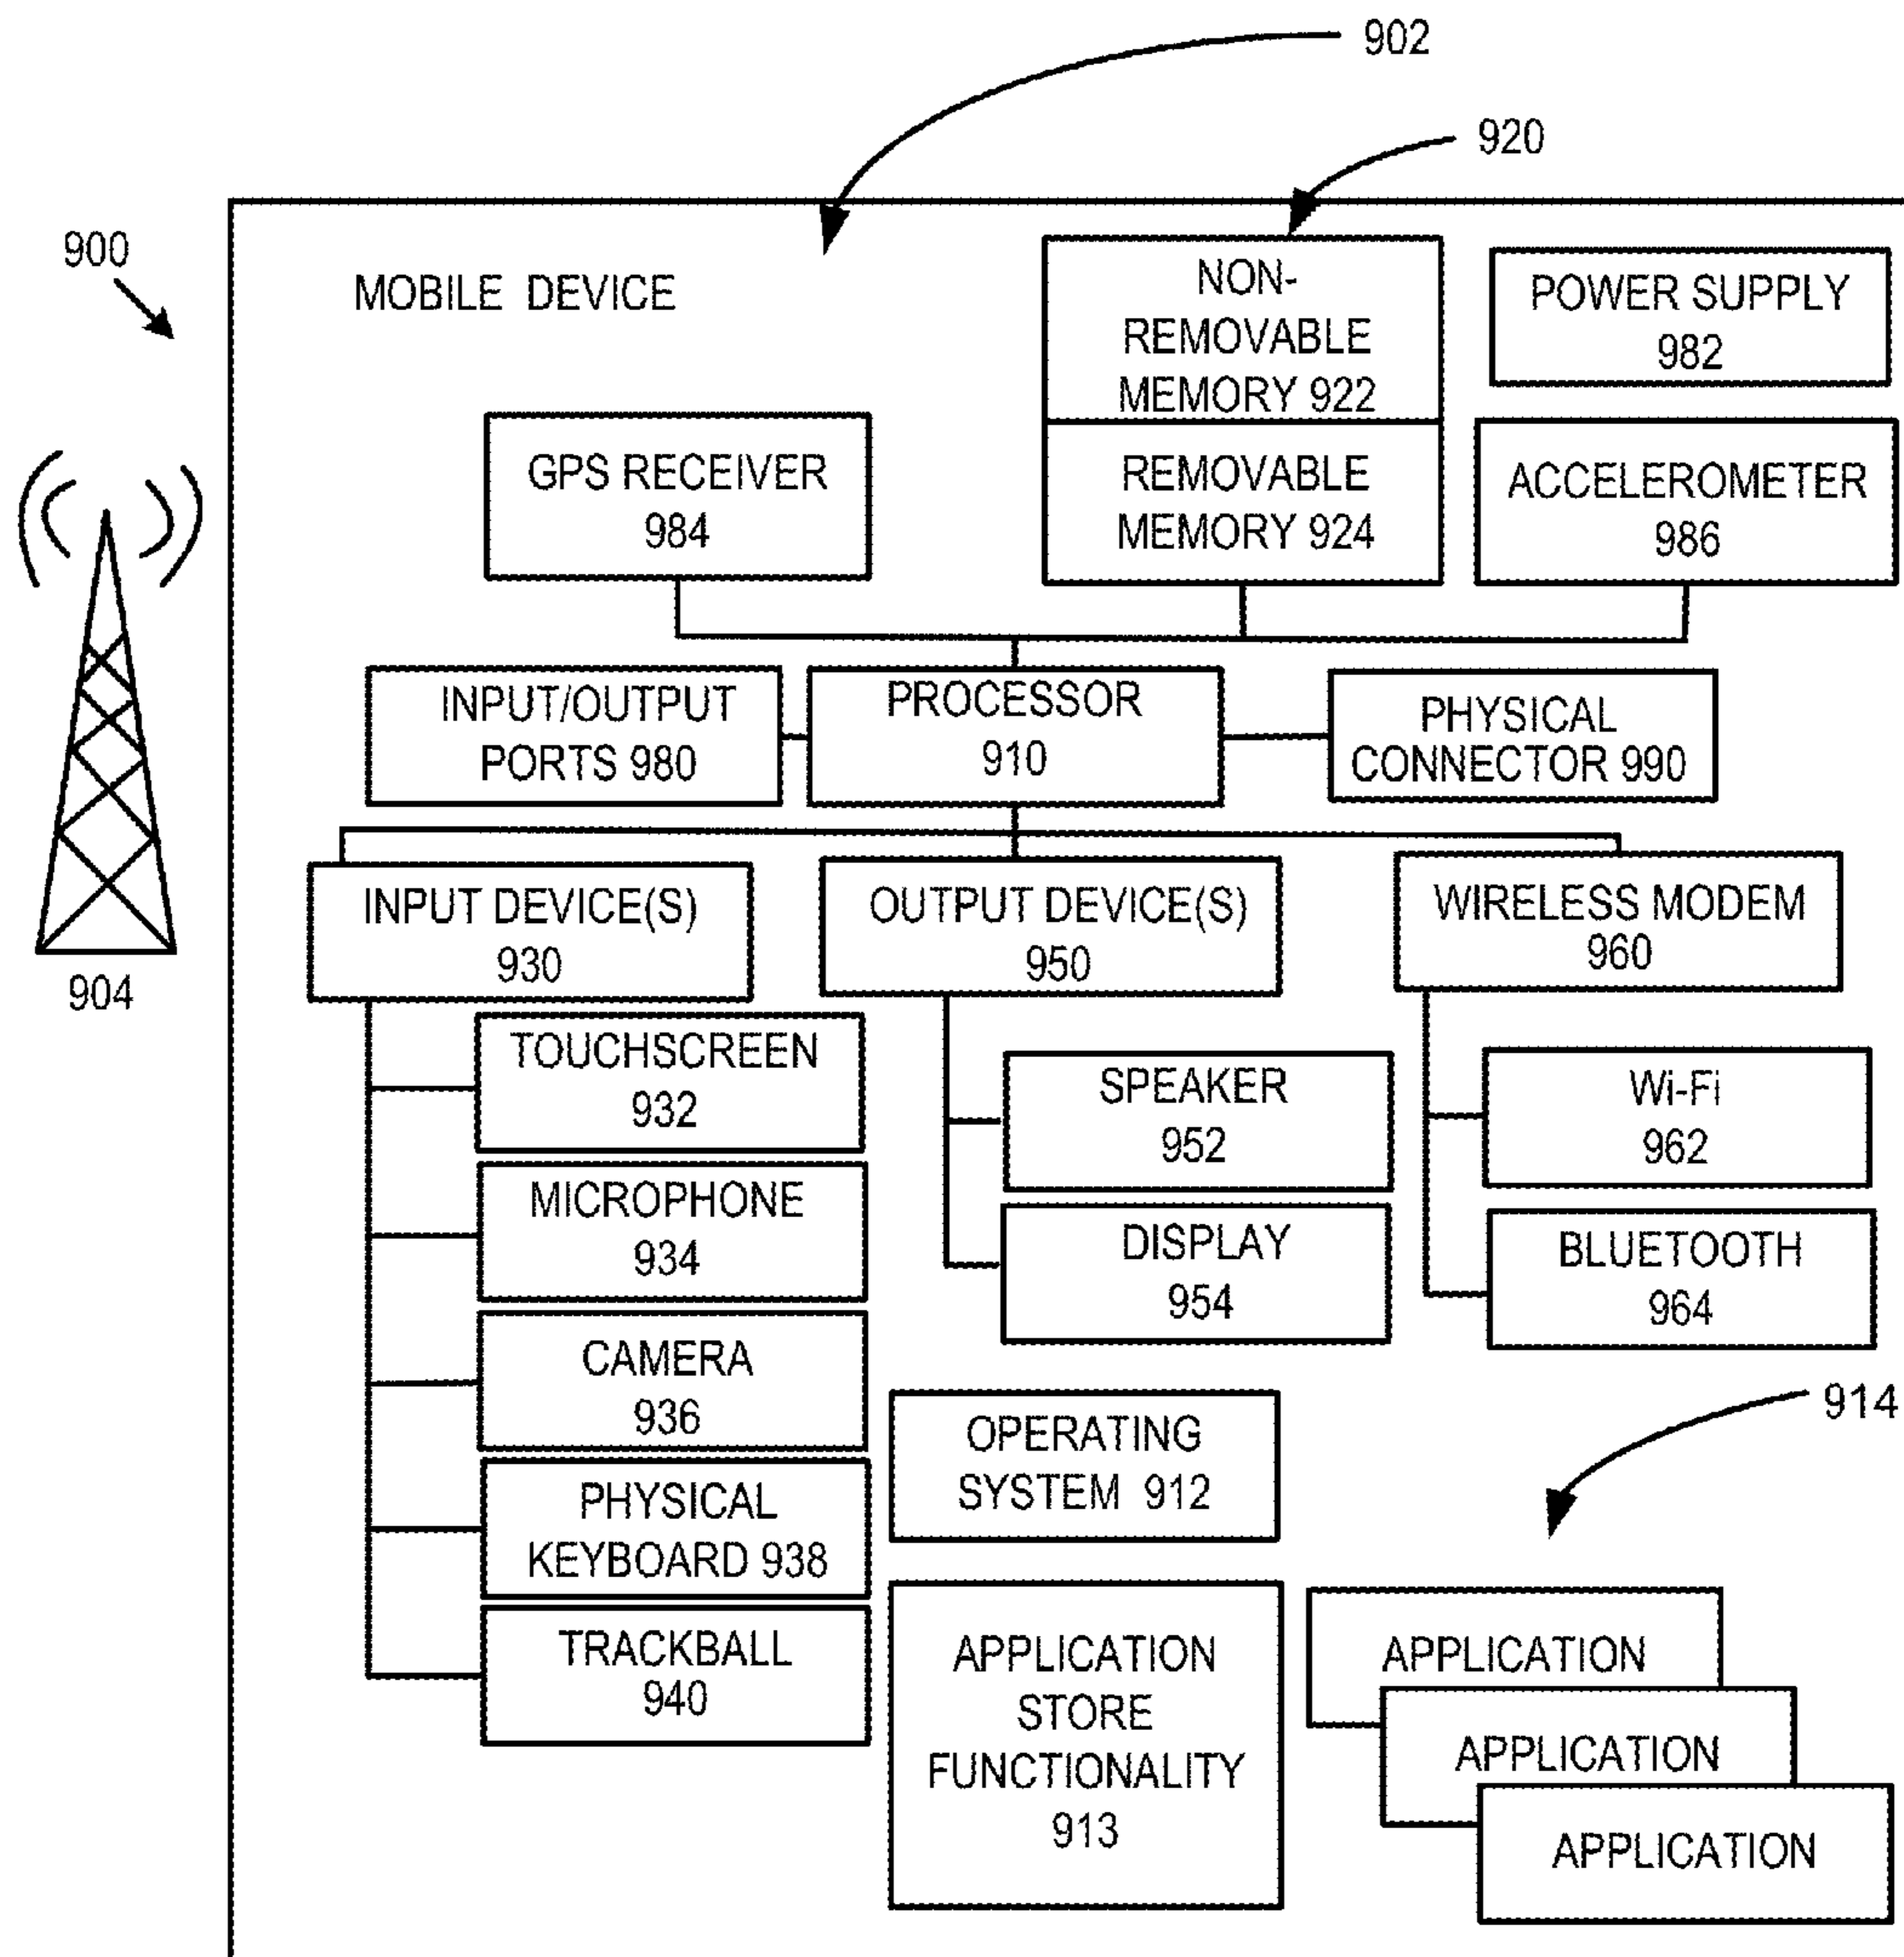 902
920
900
MOBILE DEVICE
NON-
REMOVABLE
MEMORY 922
POWER SUPPLY
982
GPS RECEIVER
984
REMOVABLE
MEMORY 924
ACCELEROMETER
986
INPUT/OUTPUT
PORTS 980
PROCESSOR
910
PHYSICAL
CONNECTOR 990
INPUT DEVICE(S)
930
OUTPUT DEVICE(S)
950
WIRELESS MODEM
960
904
TOUCHSCREEN
932
SPEAKER
952
Wi-Fi
962
MICROPHONE
934
DISPLAY
954
BLUETOOTH
964
CAMERA
936
OPERATING
SYSTEM 912
914
PHYSICAL
KEYBOARD 938
TRACKBALL
940
APPLICATION
STORE
FUNCTIONALITY
913
APPLICATION
APPLICATION
APPLICATION